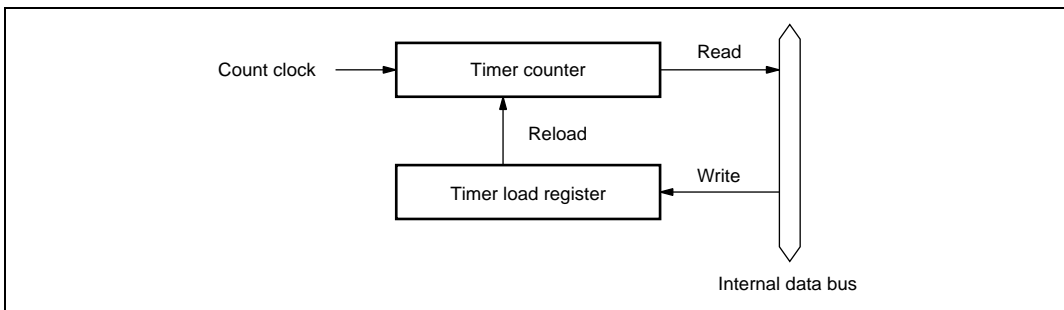 Read
Count clock
Timer counter
Reload
Write
Timer load register
Internal data bus